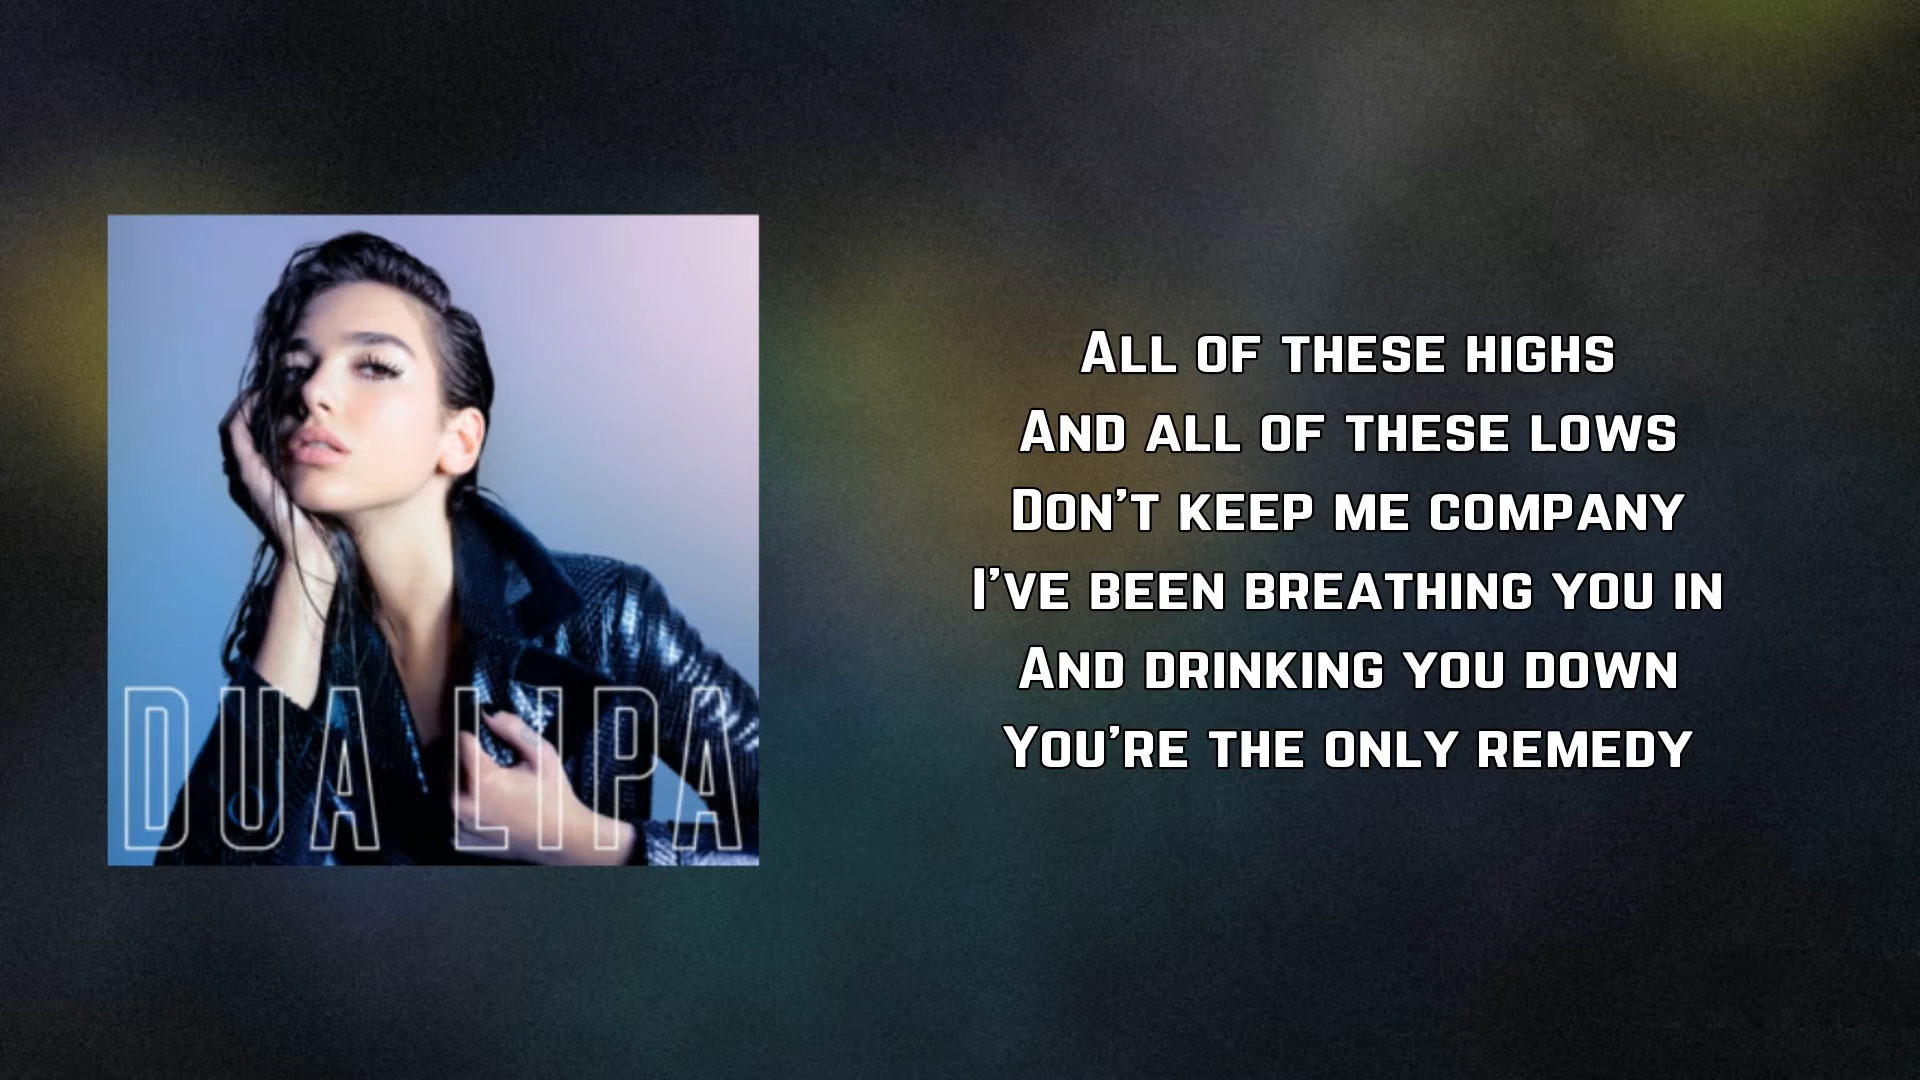 DUA LIPA
All of these highs
And all of these lows
Don't keep me company
I've been breathing you in
And drinking you down
You're the only remedy